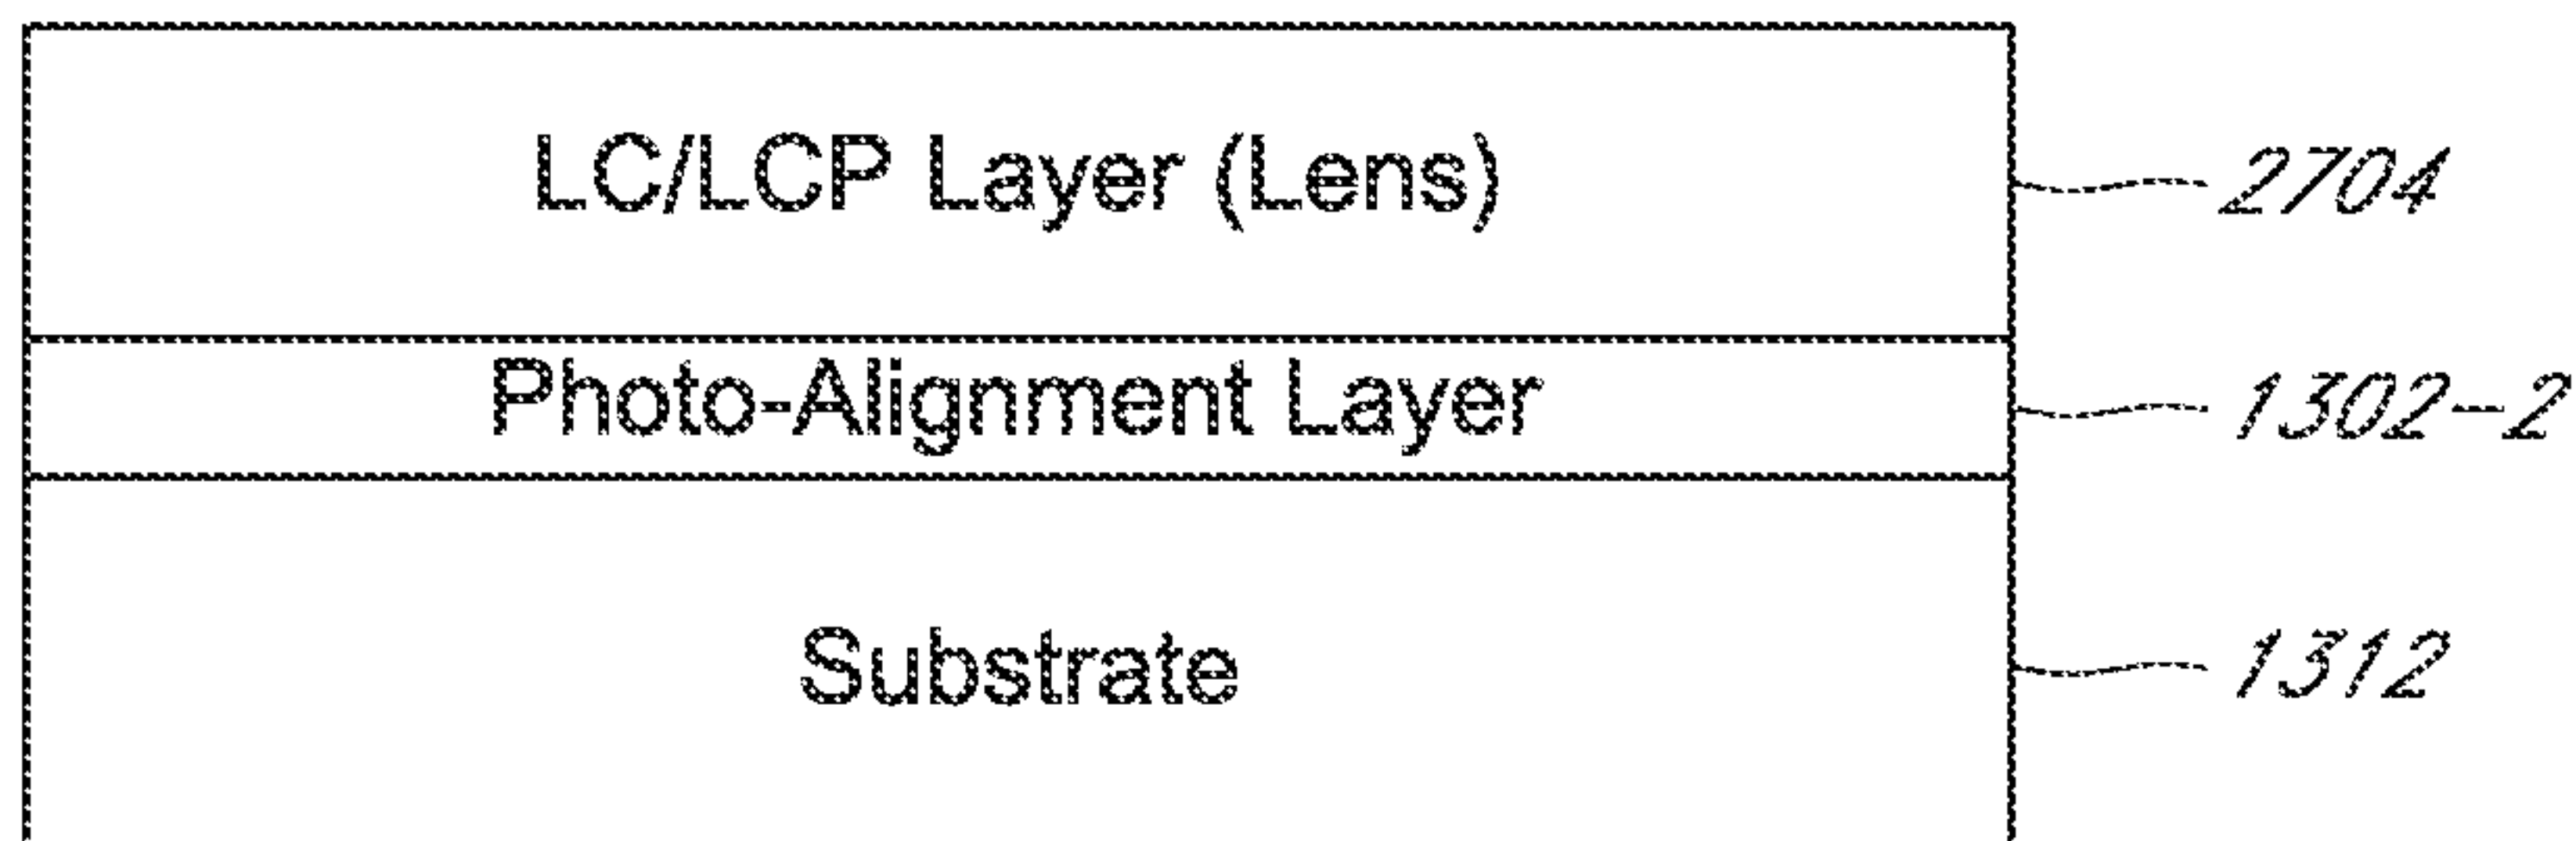 LC/LCP Layer (Lens)
2704
Photo-Alignment Layer
1302-2
Substrate
1312